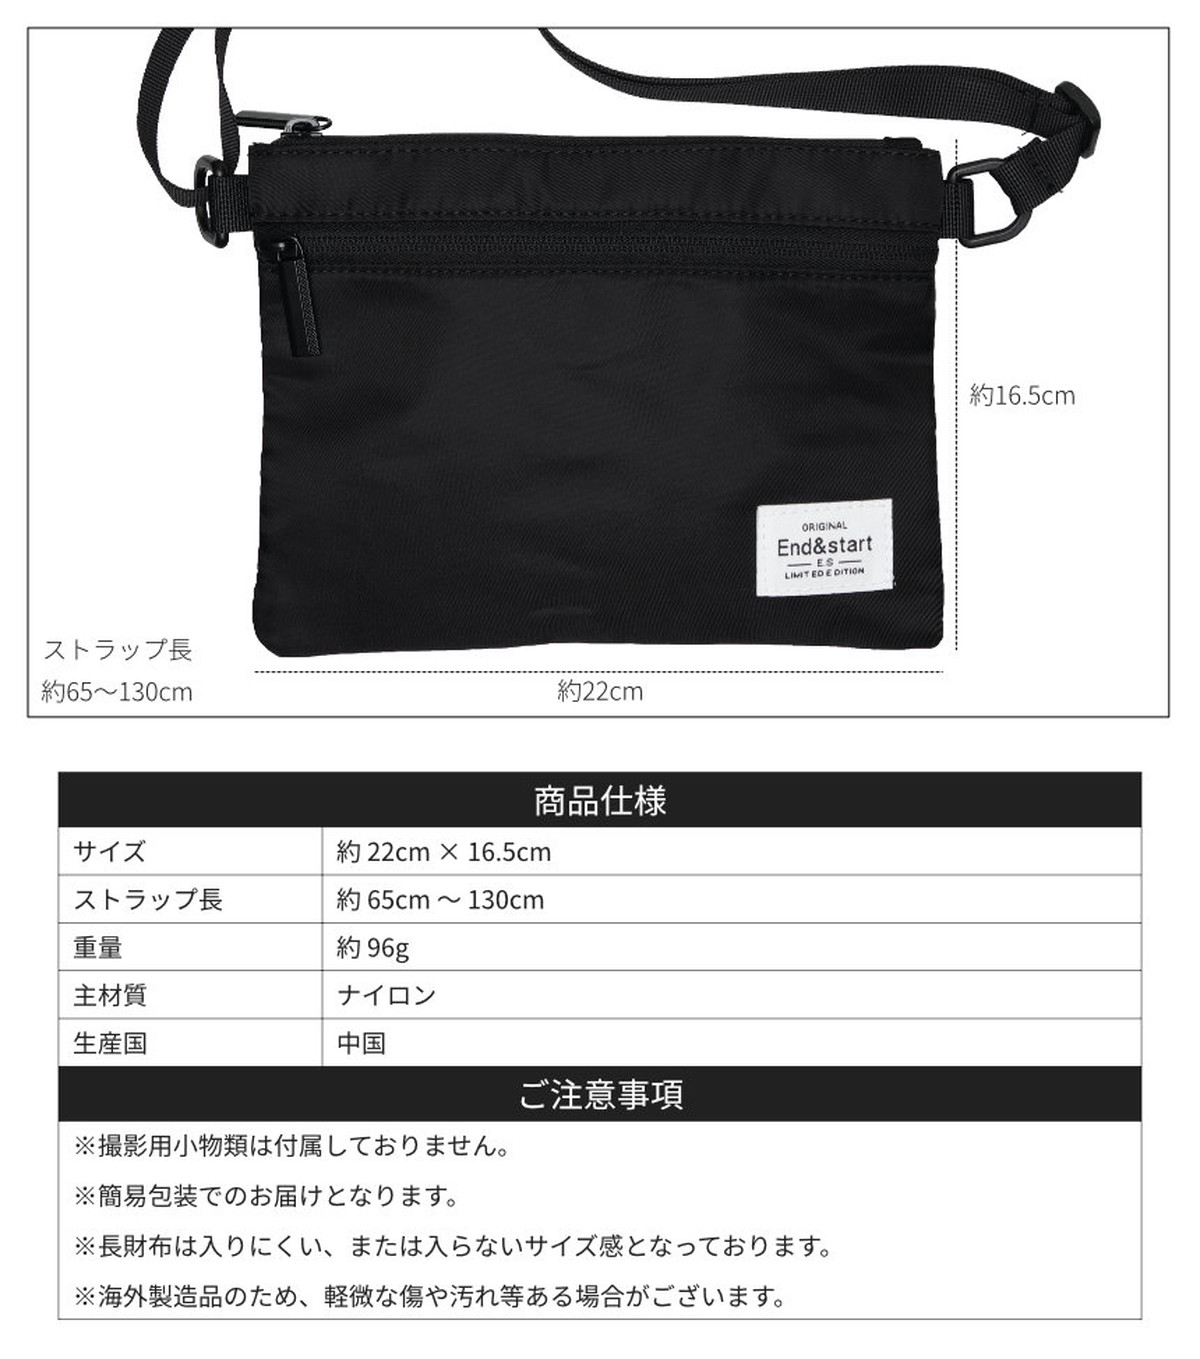 約16.5cm
ORIGINAL
End&start
E.S
LIMITED EDITION
ストラップ長
約65～130cm
約22cm
商品仕様
サイズ 約 22cm × 16.5cm
ストラップ長 約 65cm ～ 130cm
重量 約 96g
主材質 ナイロン
生産国 中国
ご注意事項
※撮影用小物類は付属しておりません。
※簡易包装でのお届けとなります。
※長財布は入りにくい、または入らないサイズ感となっております。
※海外製造品のため、軽微な傷や汚れ等ある場合がございます。